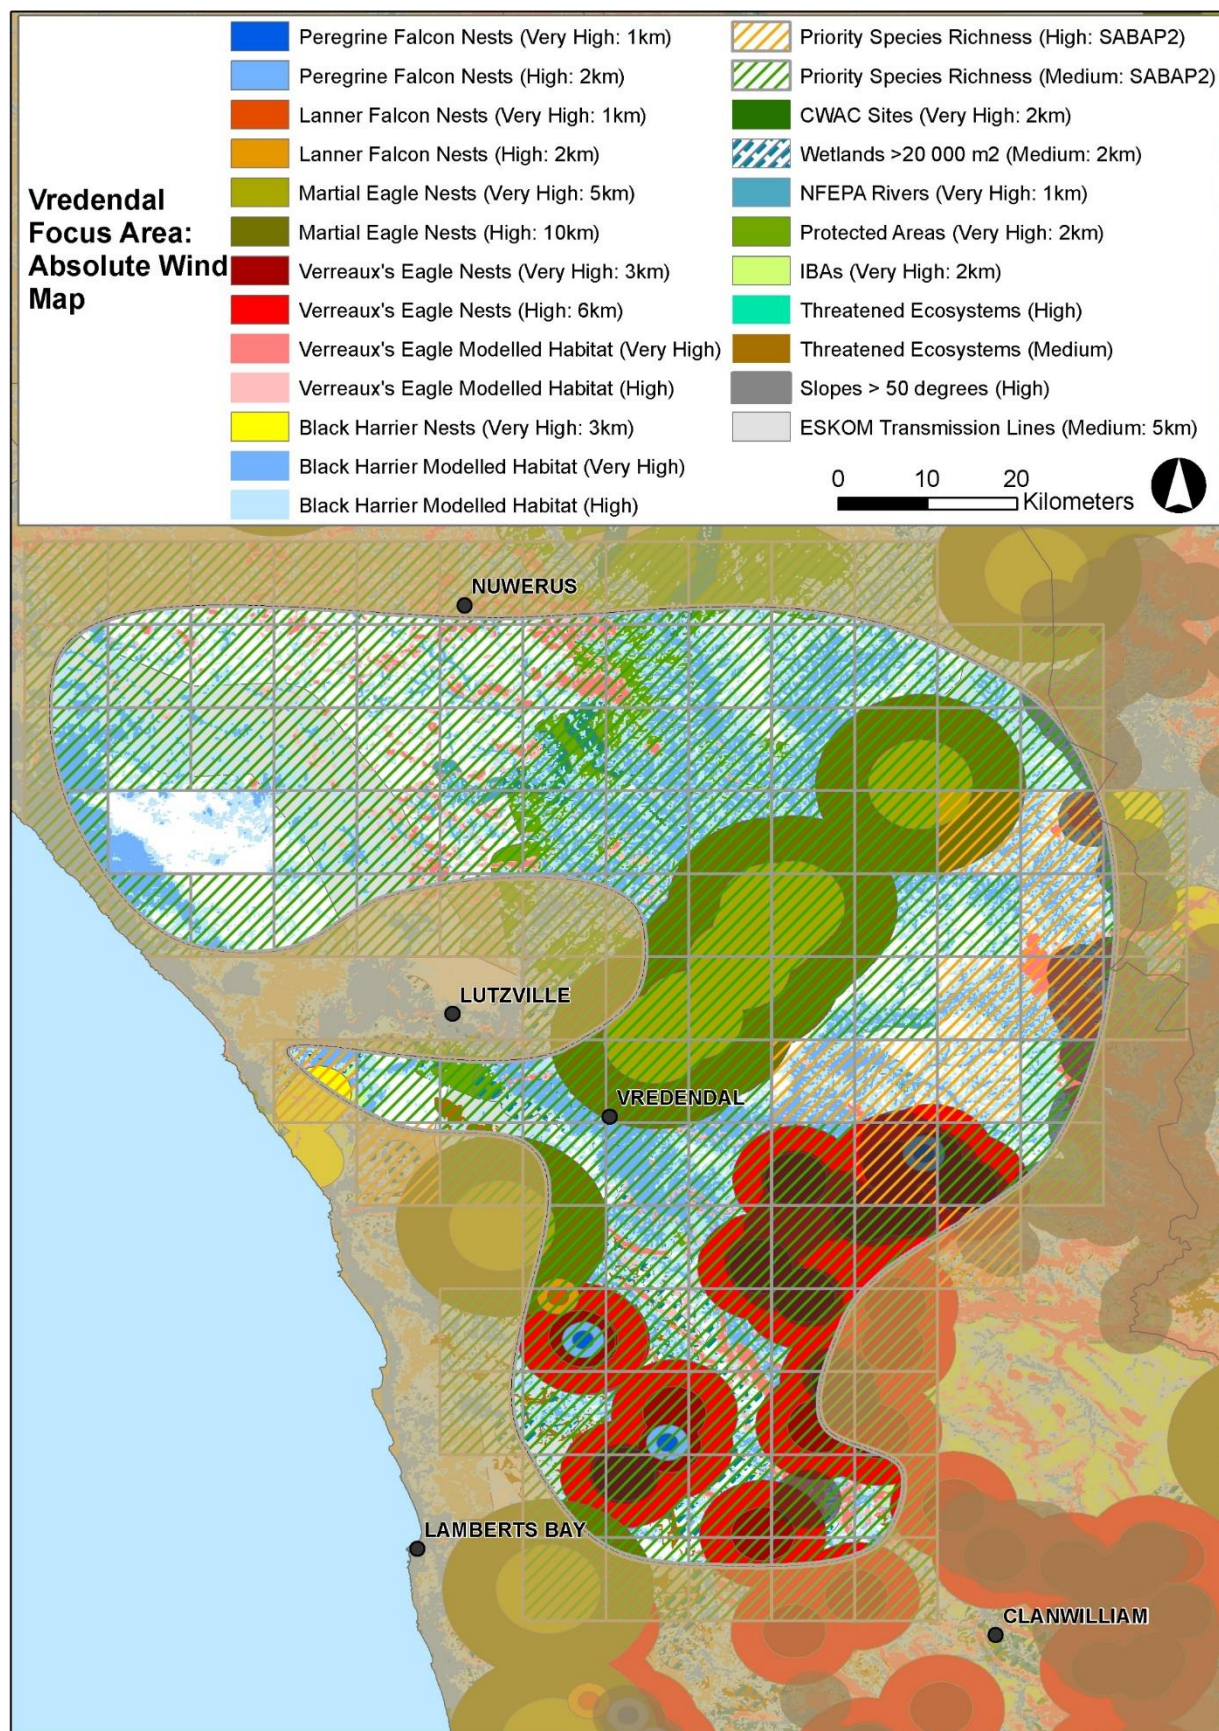 Vredendal
Focus Area:
Absolute Wind
Map
Peregrine Falcon Nests (Very High: 1km)
Peregrine Falcon Nests (High: 2km)
Lanner Falcon Nests (Very High: 1km)
Lanner Falcon Nests (High: 2km)
Martial Eagle Nests (Very High: 5km)
Martial Eagle Nests (High: 10km)
Verreaux's Eagle Nests (Very High: 3km)
Verreaux's Eagle Nests (High: 6km)
Verreaux's Eagle Modelled Habitat (Very High)
Verreaux's Eagle Modelled Habitat (High)
Black Harrier Nests (Very High: 3km)
Black Harrier Modelled Habitat (Very High)
Black Harrier Modelled Habitat (High)
Priority Species Richness (High: SABAP2)
Priority Species Richness (Medium: SABAP2)
CWAC Sites (Very High: 2km)
Wetlands >20 000 m2 (Medium: 2km)
NFEPA Rivers (Very High: 1km)
Protected Areas (Very High: 2km)
IBAs (Very High: 2km)
Threatened Ecosystems (High)
Threatened Ecosystems (Medium)
Slopes > 50 degrees (High)
ESKOM Transmission Lines (Medium: 5km)
0 10 20
Kilometers
NUWERUS
LUTZVILLE
VREDENDAL
LAMBERTS BAY
CLANWILLIAM